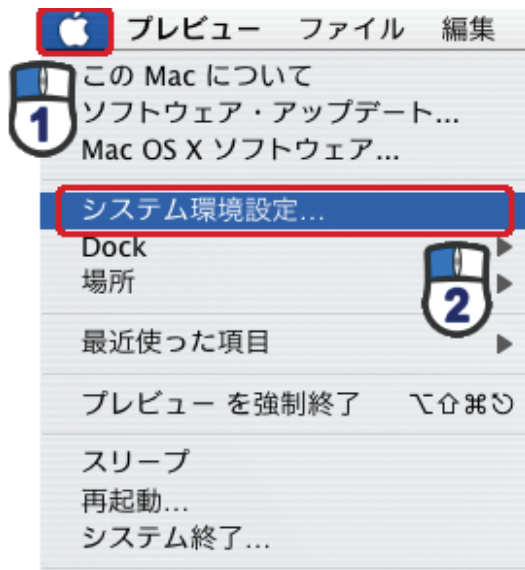 プレビュー ファイル 編集
この Mac について
1
ソフトウェア・アップデート...
Mac OS X ソフトウェア...
システム環境設定...
Dock
2
場所
最近使った項目
プレビュー を強制終了 ⌥⇧⌘⎋
スリープ
再起動...
システム終了...